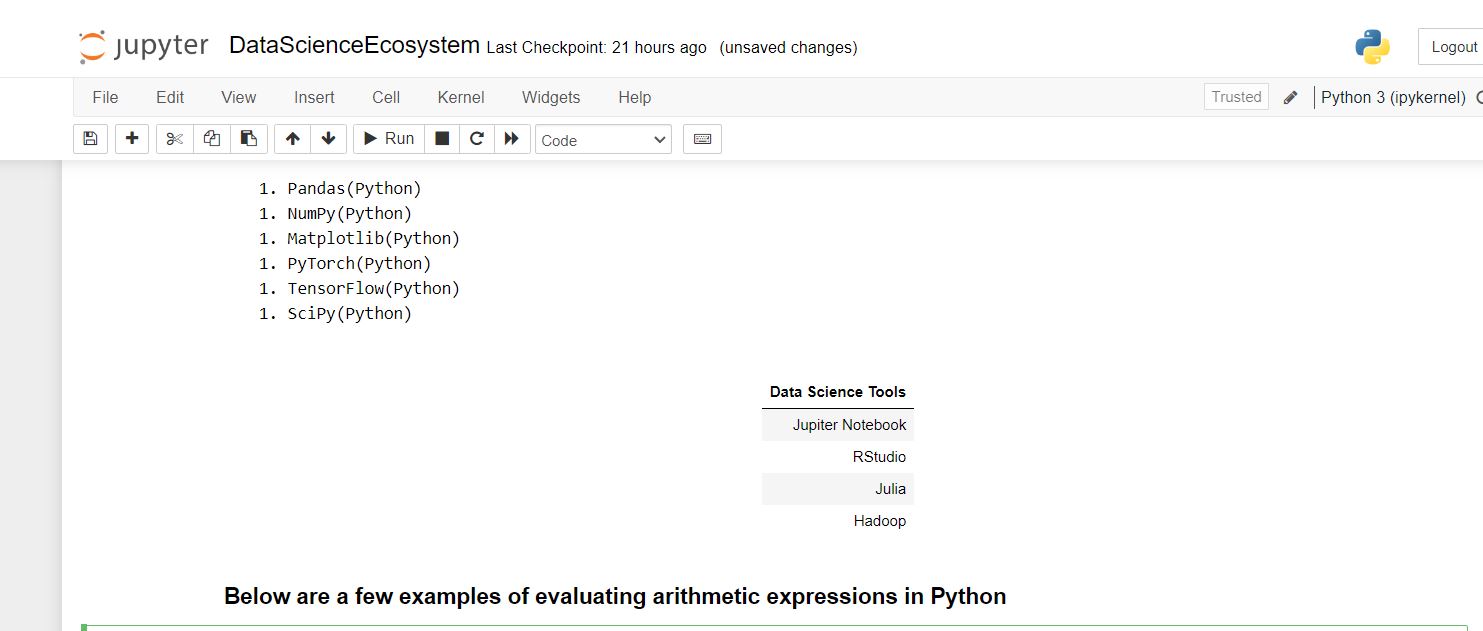 jupyter DataScienceEcosystem Last Checkpoint: 21 hours ago (unsaved changes) Logout
File Edit View Insert Cell Kernel Widgets Help Trusted Python 3 (ipykernel)
Run Code
1. Pandas(Python)
1. NumPy(Python)
1. Matplotlib(Python)
1. PyTorch(Python)
1. TensorFlow(Python)
1. SciPy(Python)
Data Science Tools
Jupiter Notebook
RStudio
Julia
Hadoop
Below are a few examples of evaluating arithmetic expressions in Python